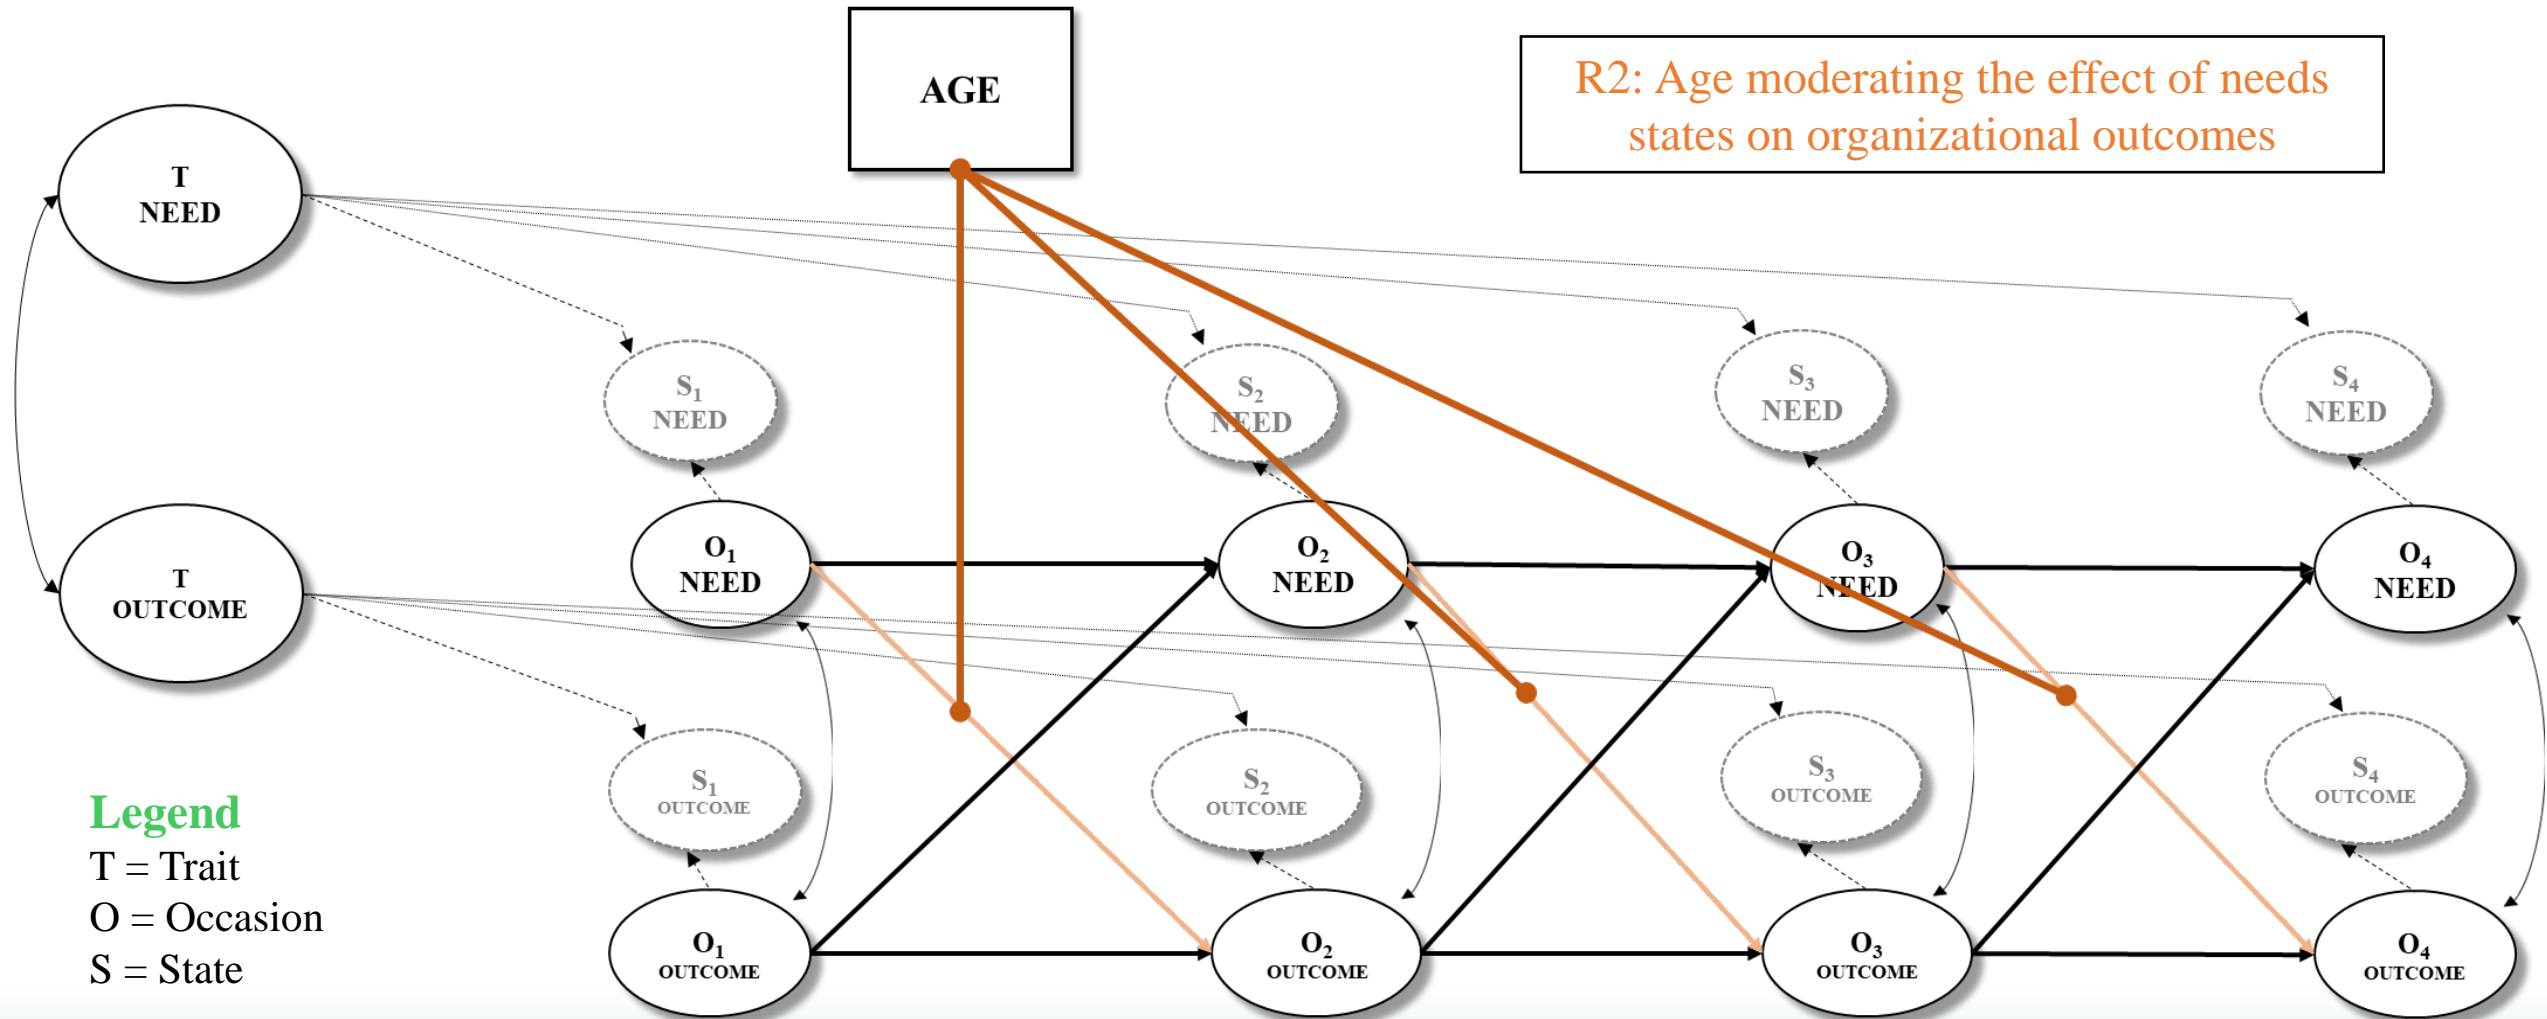 AGE
R2: Age moderating the effect of needs
states on organizational outcomes
T
NEED
S₁
NEED
S₂
NEED
S₃
NEED
S₄
NEED
T
OUTCOME
O₁
NEED
O₂
NEED
O₃
NEED
O₄
NEED
S₁
OUTCOME
S₂
OUTCOME
S₃
OUTCOME
S₄
OUTCOME
Legend
T = Trait
O = Occasion
S = State
O₁
OUTCOME
O₂
OUTCOME
O₃
OUTCOME
O₄
OUTCOME